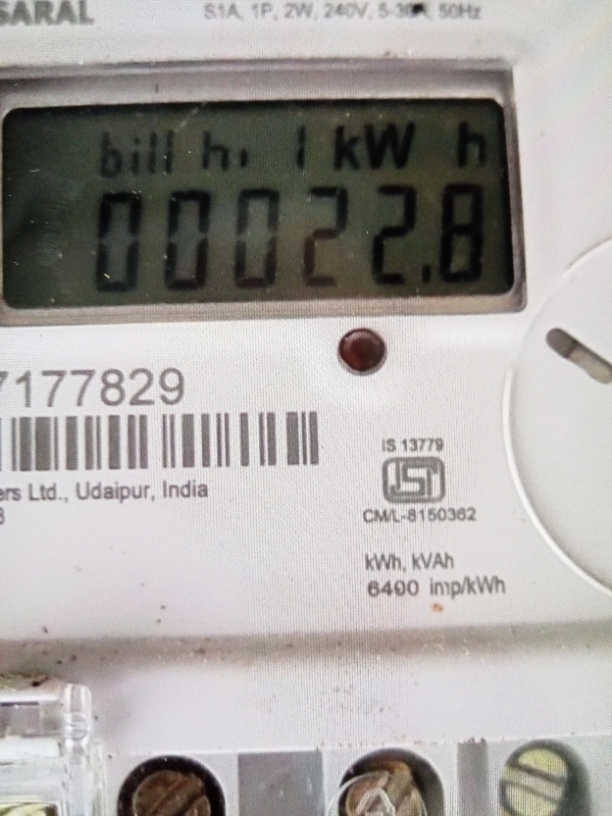 SARAL
S1A, 1P, 2W, 240V, 5-30A, 50Hz
bill hi 1 kW h
00022.8
7177829
IS 13779
ISI
ers Ltd., Udaipur, India
CM/L-8150362
kWh, kVAh
6400 imp/kWh